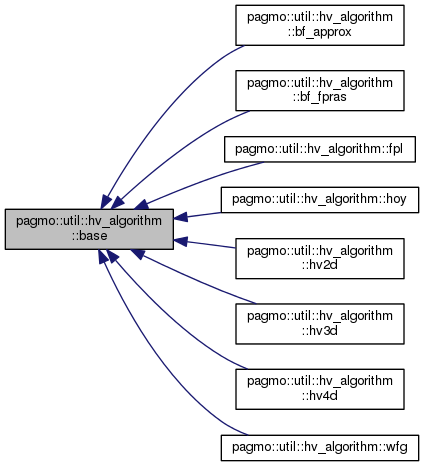 pagmo::util::hv_algorithm
::bf_approx
pagmo::util::hv_algorithm
::bf_fpras
pagmo::util::hv_algorithm::fpl
pagmo::util::hv_algorithm::hoy
pagmo::util::hv_algorithm
::base
pagmo::util::hv_algorithm
::hv2d
pagmo::util::hv_algorithm
::hv3d
pagmo::util::hv_algorithm
::hv4d
pagmo::util::hv_algorithm::wfg